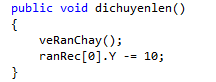 public void dichuyenlen()
{
veRanChay();
ranRec[0].Y -= 10;
}